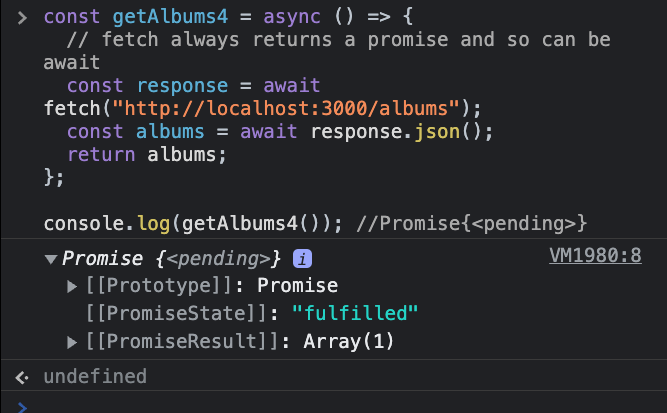 > const getAlbums4 = async () => {
// fetch always returns a promise and so can be
await
const response = await
fetch("http://localhost:3000/albums");
const albums = await response.json();
return albums;
};
console.log(getAlbums4()); //Promise{<pending>}
▼Promise {<pending>} i VM1980:8
▶ [[Prototype]]: Promise
[[PromiseState]]: "fulfilled"
▶ [[PromiseResult]]: Array(1)
undefined